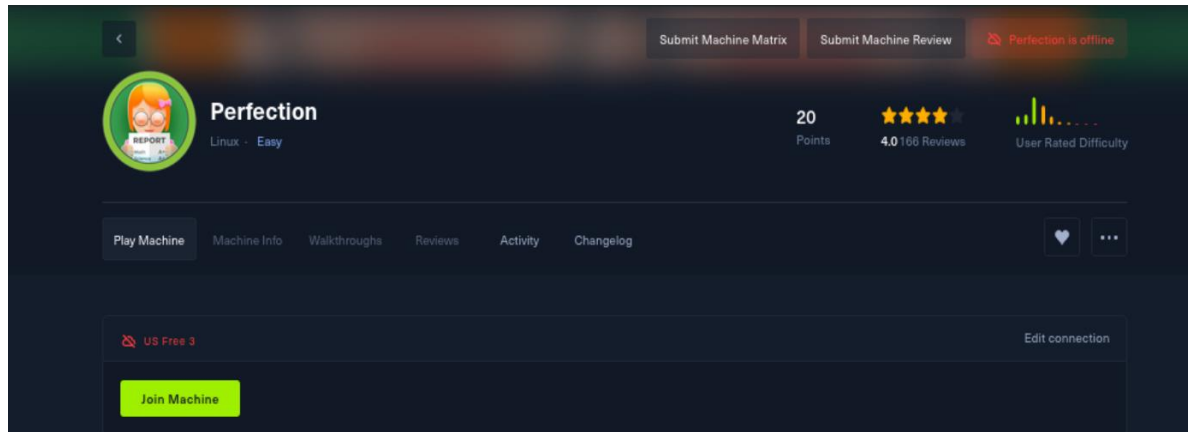 Submit Machine Matrix
Submit Machine Review
Perfection is offline
REPORT
Perfection
Linux · Easy
20
Points
4.0 166 Reviews
User Rated Difficulty
Play Machine
Machine Info
Walkthroughs
Reviews
Activity
Changelog
US Free 3
Edit connection
Join Machine